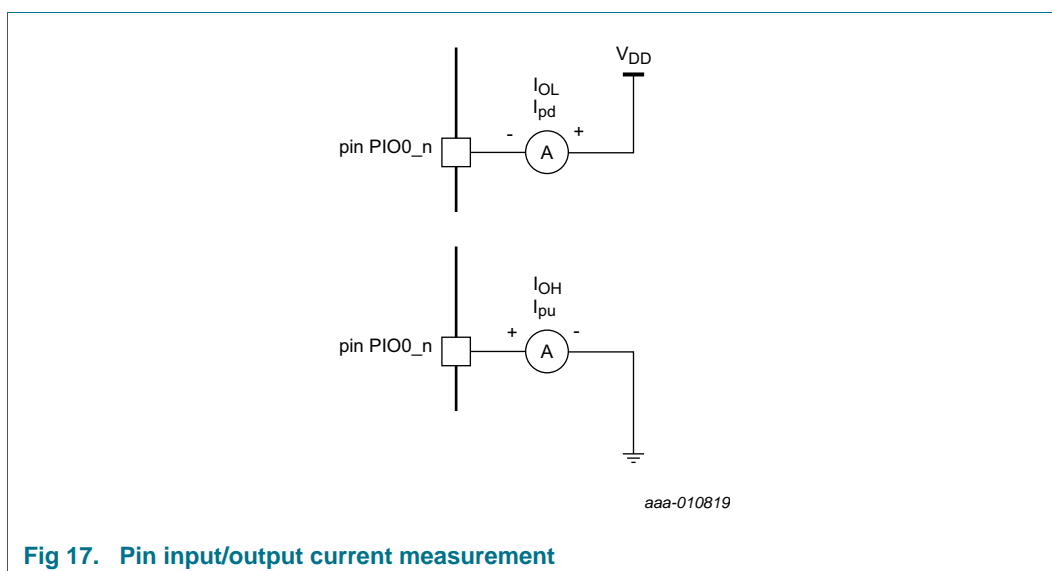 V_DD
I_OL
I_pd
pin PIO0_n
- +
A
I_OH
I_pu
pin PIO0_n
+ -
A
aaa-010819
Fig 17. Pin input/output current measurement